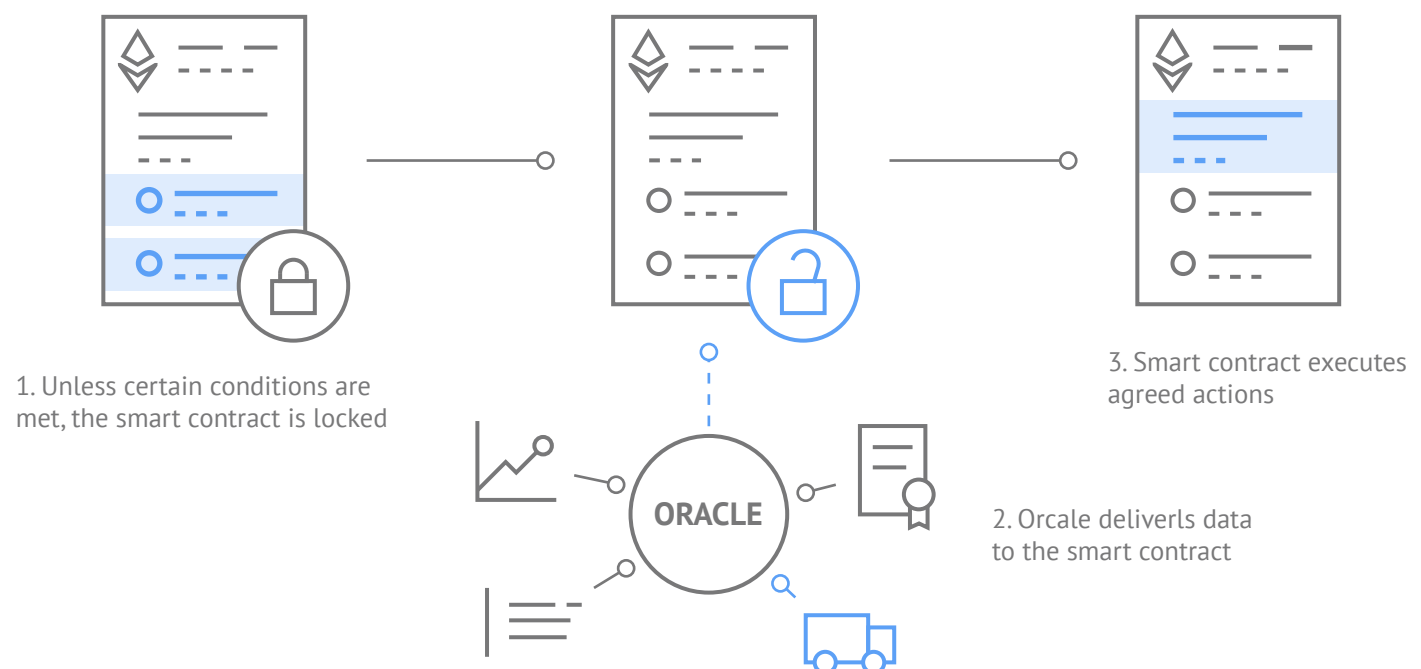 1. Unless certain conditions are
met, the smart contract is locked
ORACLE
2. Orcale deliverls data
to the smart contract
3. Smart contract executes
agreed actions